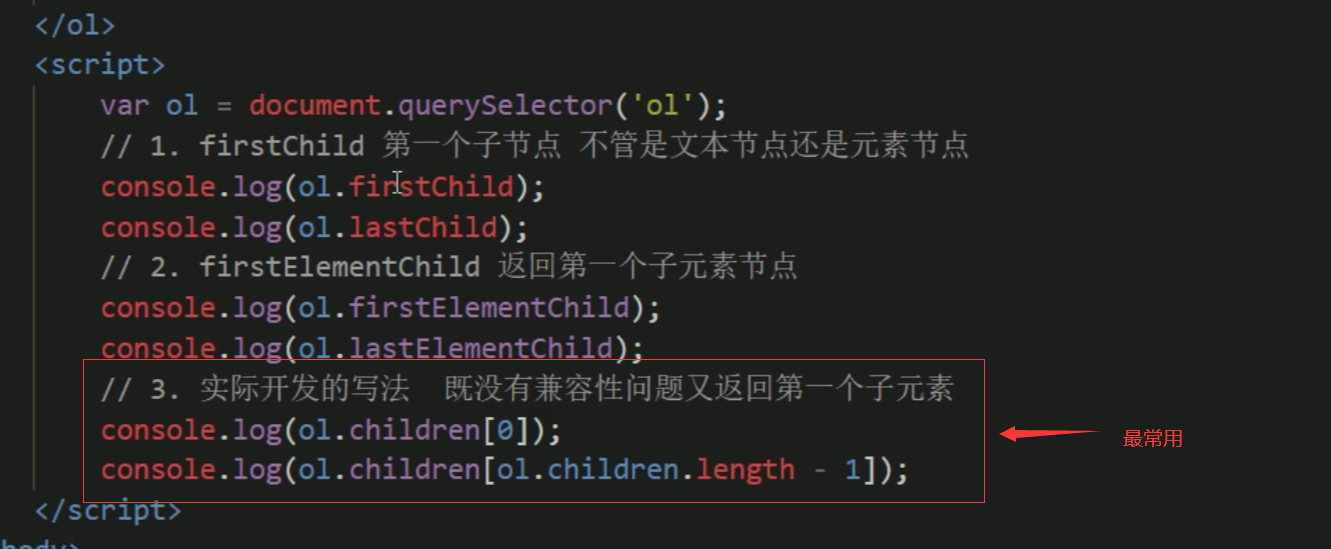 </ol>
<script>
var ol = document.querySelector('ol');
// 1. firstChild 第一个子节点 不管是文本节点还是元素节点
console.log(ol.firstChild);
console.log(ol.lastChild);
// 2. firstElementChild 返回第一个子元素节点
console.log(ol.firstElementChild);
console.log(ol.lastElementChild);
// 3. 实际开发的写法  既没有兼容性问题又返回第一个子元素
console.log(ol.children[0]);
最常用
console.log(ol.children[ol.children.length - 1]);
</script>
body>